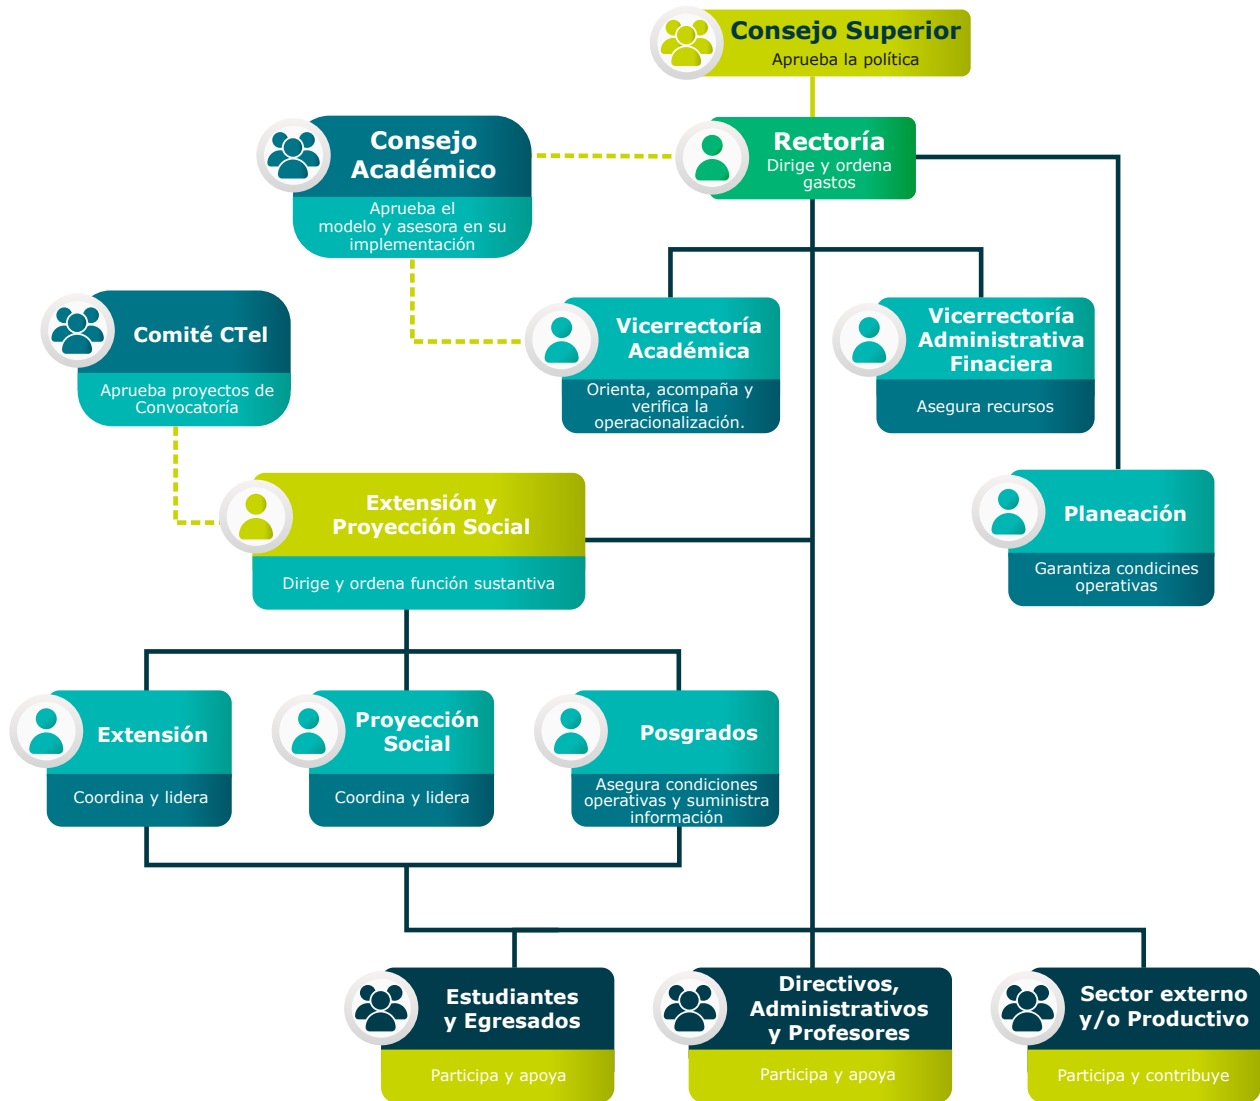 Consejo Superior
Aprueba la política
Consejo
Académico
Aprueba el
modelo y asesora en su
implementación
Rectoría
Dirige y ordena
gastos
Comité CTeI
Aprueba proyectos de
Convocatoría
Vicerrectoría
Académica
Orienta, acompaña y
verifica la
operacionalización.
Vicerrectoría
Administrativa
Finaciera
Asegura recursos
Extensión y
Proyección Social
Dirige y ordena función sustantiva
Planeación
Garantiza condicines
operativas
Extensión
Coordina y lidera
Proyección
Social
Coordina y lidera
Posgrados
Asegura condiciones
operativas y suministra
información
Estudiantes
y Egresados
Participa y apoya
Directivos,
Administrativos
y Profesores
Participa y apoya
Sector externo
y/o Productivo
Participa y contribuye